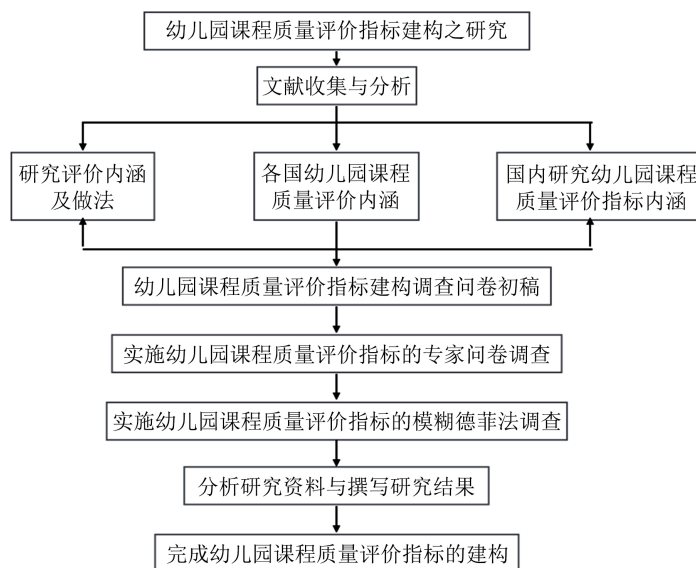 幼儿园课程质量评价指标建构之研究
文献收集与分析
研究评价内涵
及做法
各国幼儿园课程
质量评价内涵
国内研究幼儿园课程
质量评价指标内涵
幼儿园课程质量评价指标建构调查问卷初稿
实施幼儿园课程质量评价指标的专家问卷调查
实施幼儿园课程质量评价指标的模糊德菲法调查
分析研究资料与撰写研究结果
完成幼儿园课程质量评价指标的建构